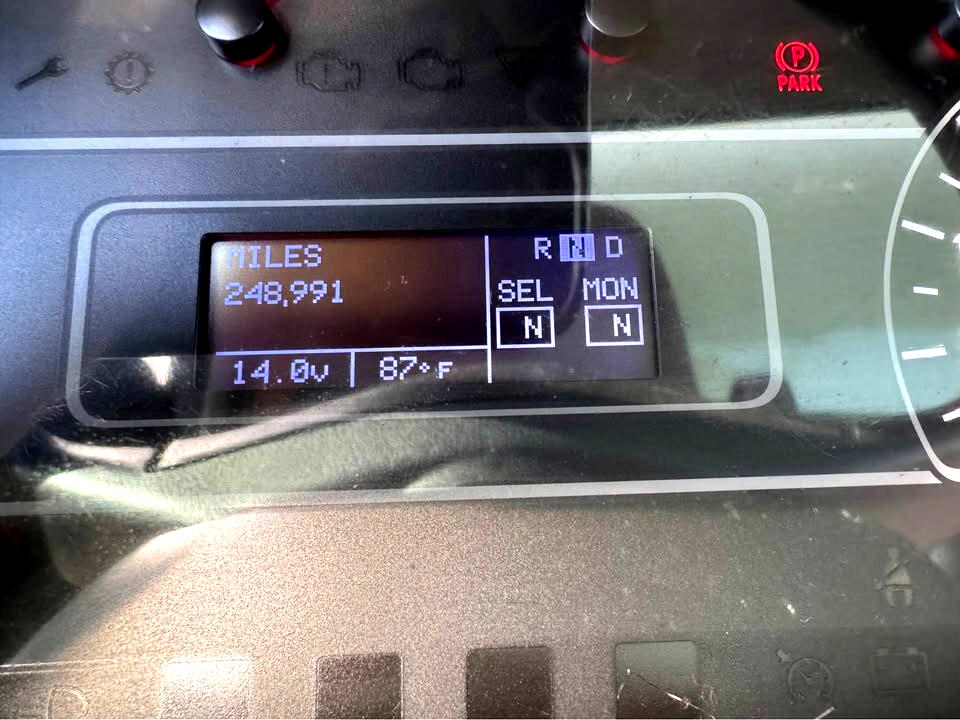 P
PARK
MILES
248,991
R N D
SEL MON
N N
14.0v 87°F